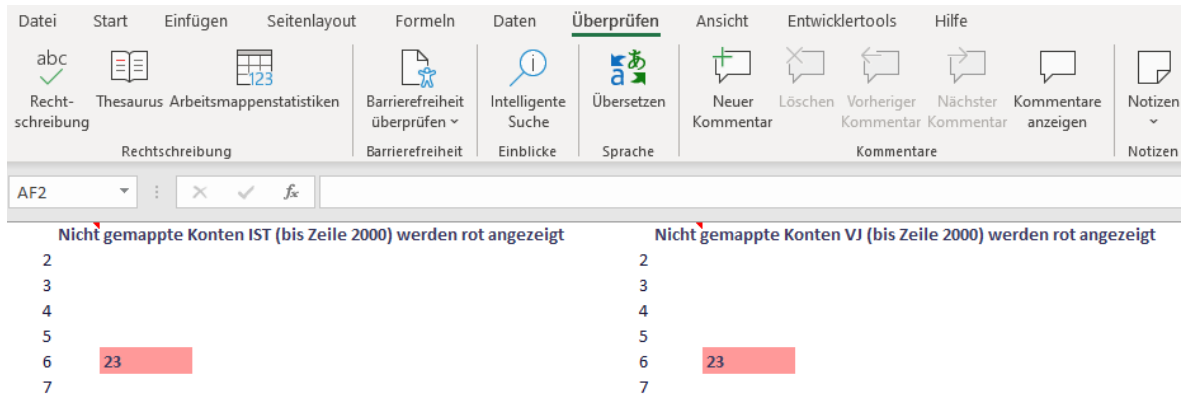 Datei Start Einfügen Seitenlayout Formeln Daten Überprüfen Ansicht Entwicklertools Hilfe
abc
123
a あ
Recht- Thesaurus Arbeitsmappenstatistiken Barrierefreiheit Intelligente Übersetzen Neuer Löschen Vorheriger Nächster Kommentare Notizen
schreibung überprüfen Suche Kommentar Kommentar Kommentar anzeigen
Rechtschreibung Barrierefreiheit Einblicke Sprache Kommentare Notizen
AF2 fx
Nicht gemappte Konten IST (bis Zeile 2000) werden rot angezeigt Nicht gemappte Konten VJ (bis Zeile 2000) werden rot angezeigt
2 2
3 3
4 4
5 5
6 23 6 23
7 7